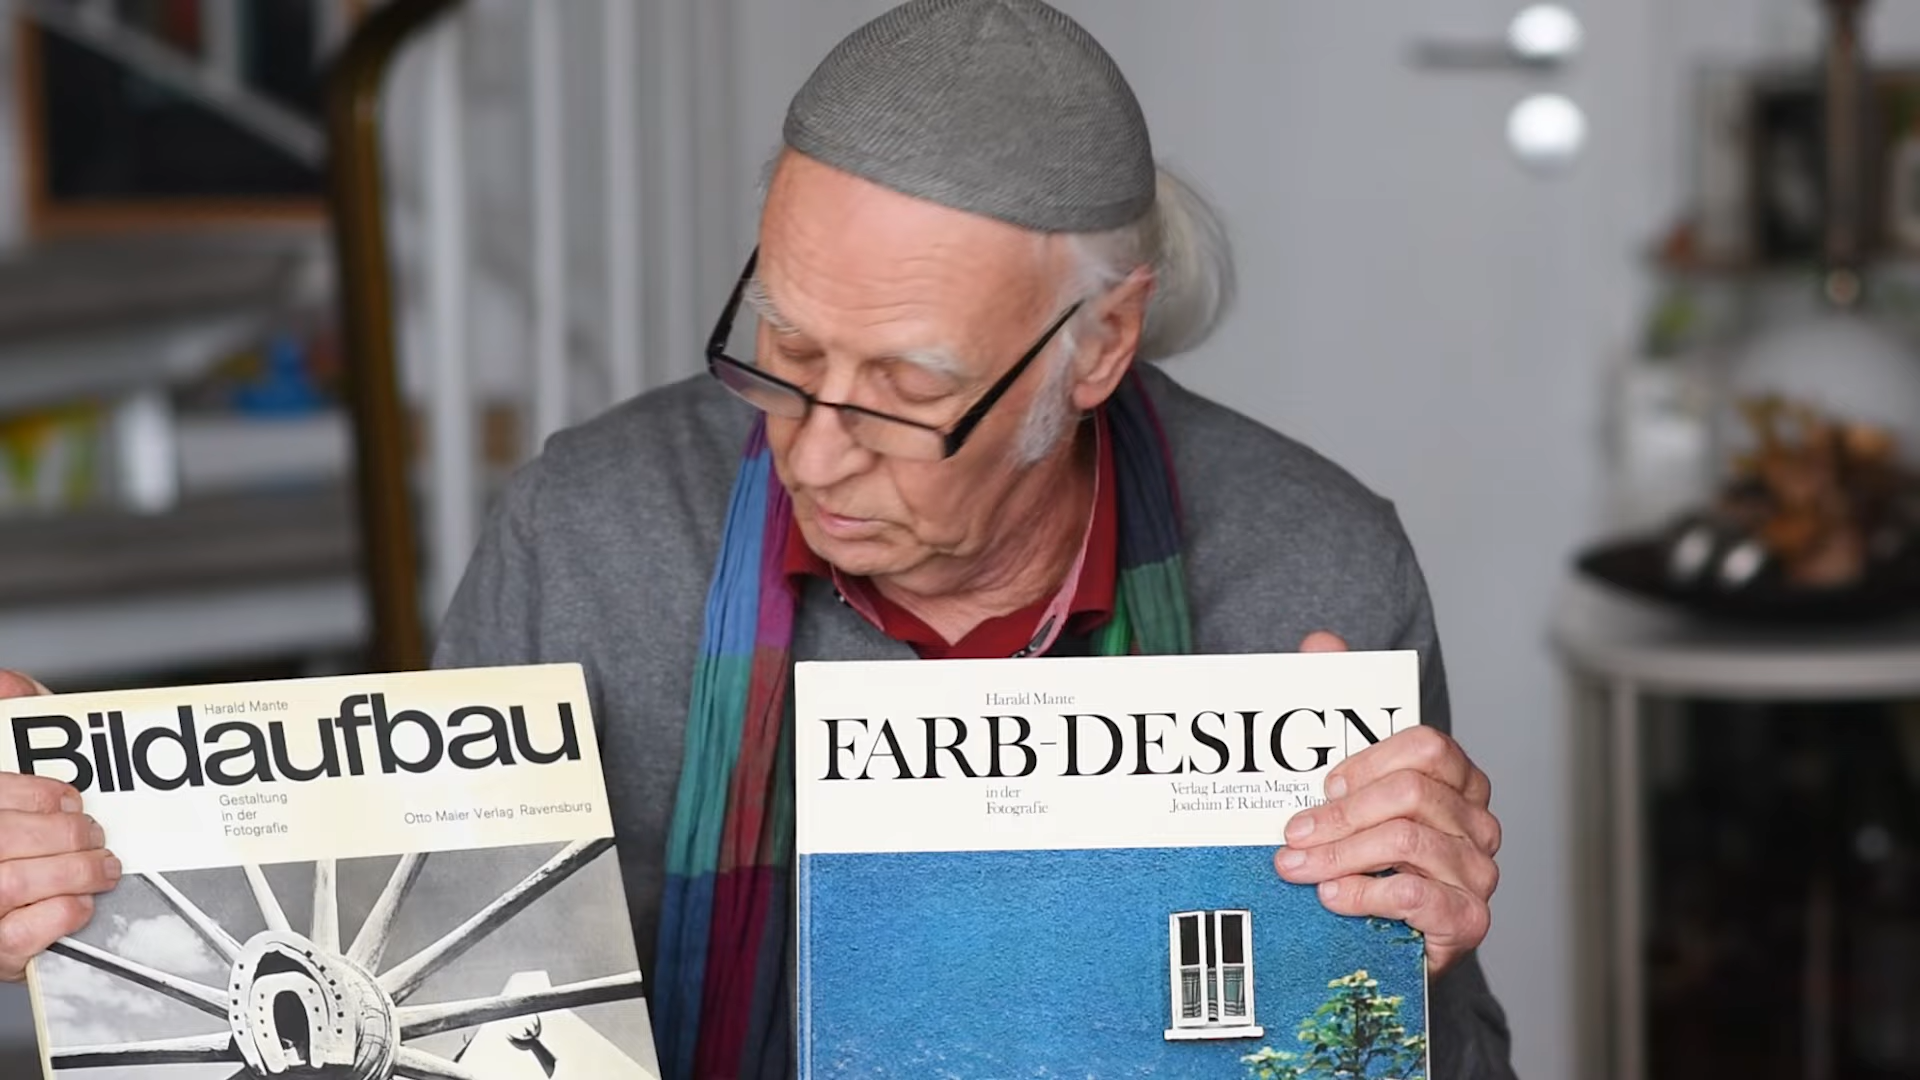 Harald Mante
Bildaufbau
Gestaltung
in der
Fotografie
Otto Maier Verlag Ravensburg
Harald Mante
FARB-DESIGN
in der
Fotografie
Verlag Laterna Magica
Joachim F. Richter ·